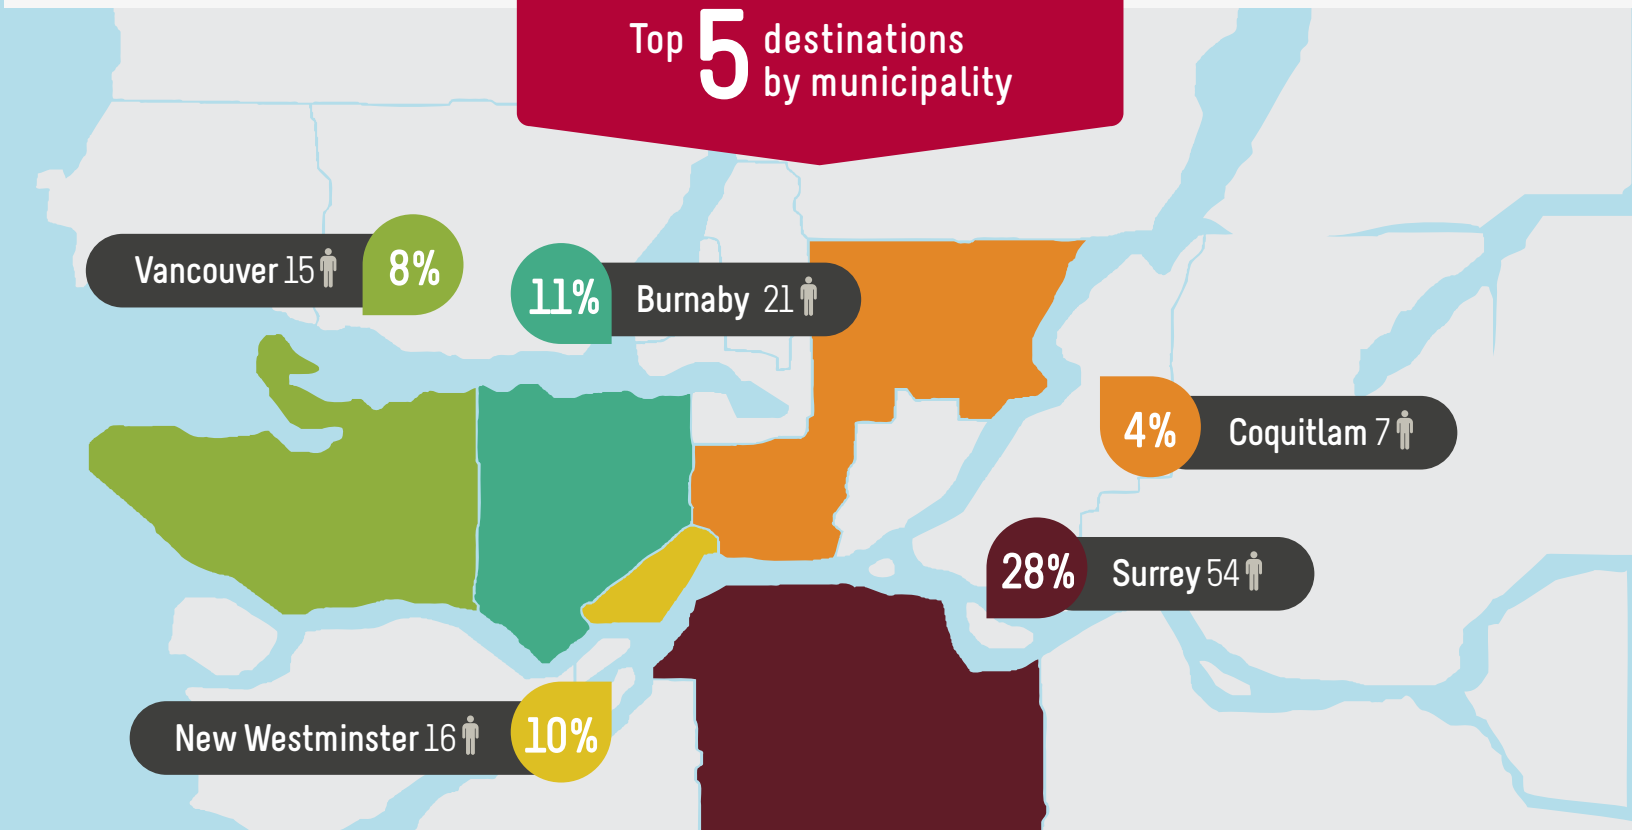 Top 5 destinations
by municipality
Vancouver 15
8%
11%
Burnaby 21
4%
Coquitlam 7
28%
Surrey 54
New Westminster 16
10%